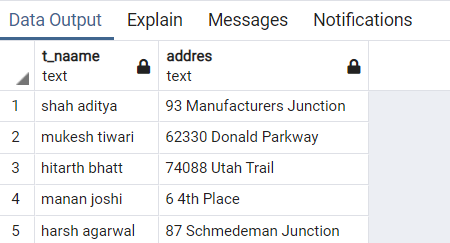 Data Output Explain Messages Notifications
t_naame addres
text text
1 shah aditya 93 Manufacturers Junction
2 mukesh tiwari 62330 Donald Parkway
3 hitarth bhatt 74088 Utah Trail
4 manan joshi 6 4th Place
5 harsh agarwal 87 Schmedeman Junction